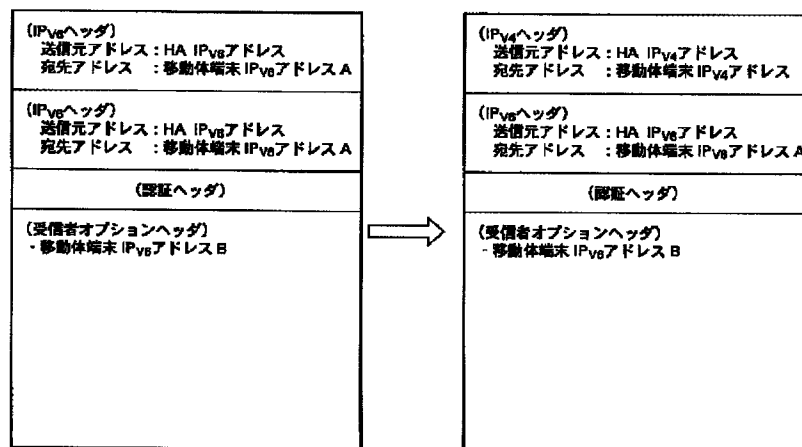 (IPV6ヘッダ)
送信元アドレス：HA IPV6アドレス
宛先アドレス ：移動体端末 IPV6アドレス A
(IPV6ヘッダ)
送信元アドレス：HA IPV6アドレス
宛先アドレス ：移動体端末 IPV6アドレス A
(認証ヘッダ)
(受信者オプションヘッダ)
- 移動体端末 IPV6アドレス B
(IPV4ヘッダ)
送信元アドレス：HA IPV4アドレス
宛先アドレス ：移動体端末 IPV4アドレス
(IPV6ヘッダ)
送信元アドレス：HA IPV6アドレス
宛先アドレス ：移動体端末 IPV6アドレス A
(認証ヘッダ)
(受信者オプションヘッダ)
- 移動体端末 IPV6アドレス B